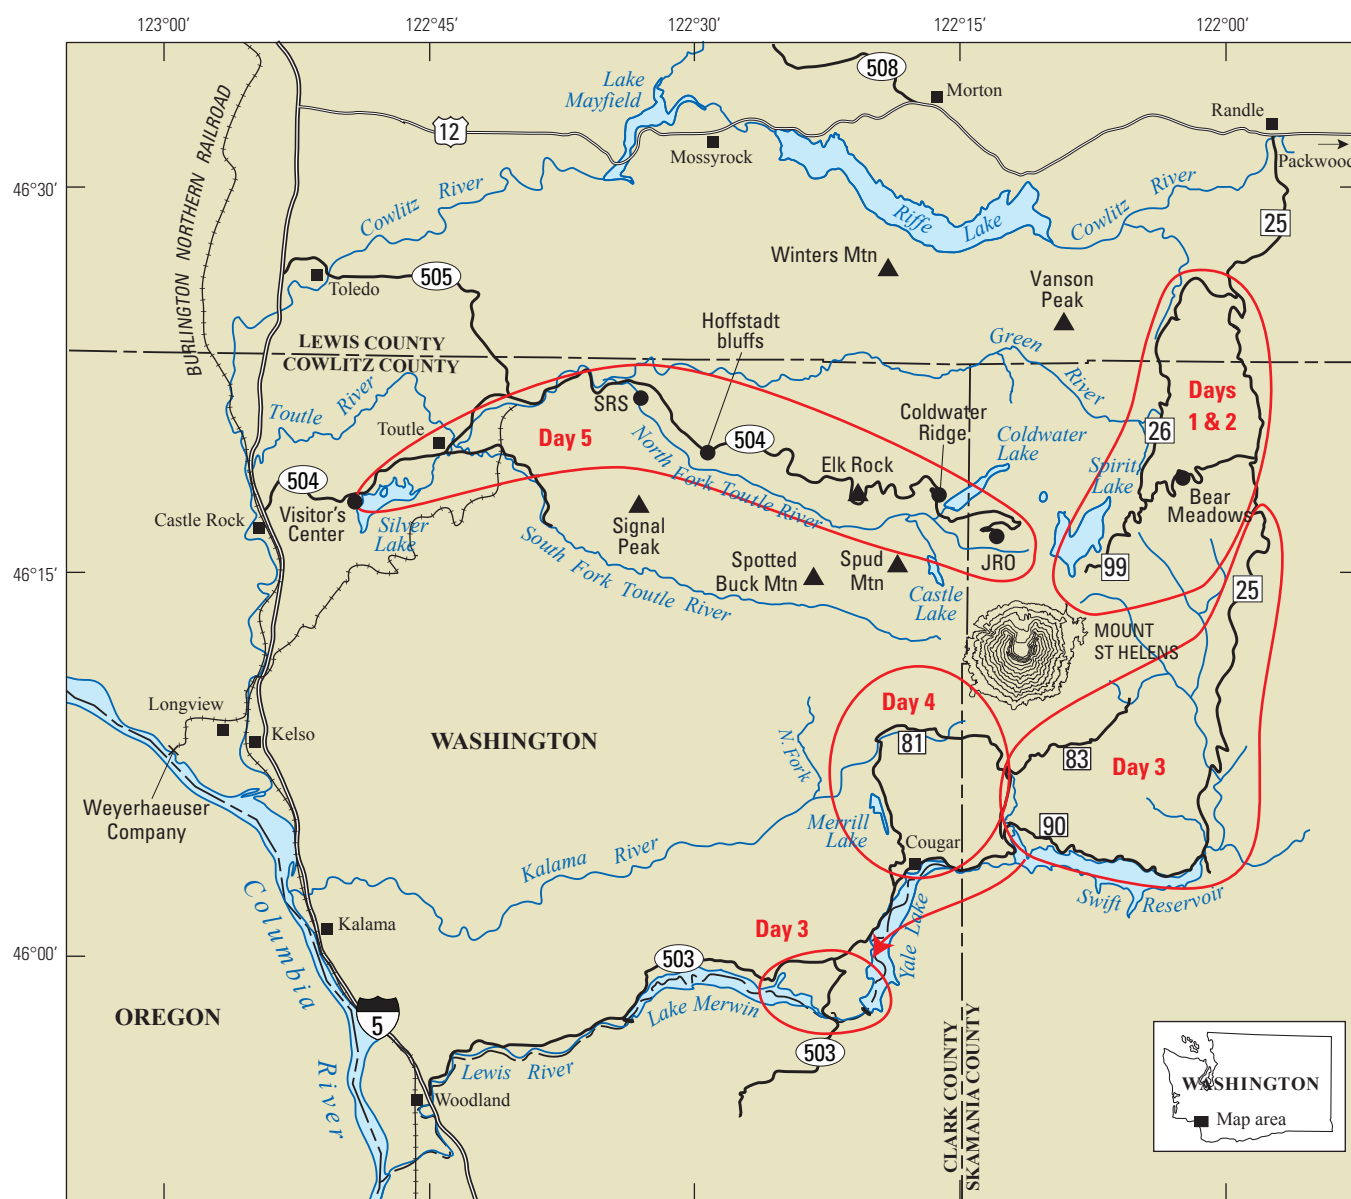 123°00'
122°45'
122°30'
122°15'
122°00'
508
Lake
Mayfield
Morton
Randle
12
Mossyrock
Packwood
46°30'
BURLINGTON NORTHERN RAILROAD
Cowlitz River
Riffe Lake
Cowlitz River
25
Winters Mtn
Vanson
Peak
505
Toledo
Hoffstadt
bluffs
LEWIS COUNTY
COWLITZ COUNTY
Green River
Toutle River
SRS
Days
1 & 2
Coldwater
Ridge
Toutle
Day 5
504
26
Coldwater
Lake
North Fork Toutle River
Elk Rock
Spirit
Lake
504
Bear
Meadows
Visitor's
Center
Castle Rock
Silver
Lake
Signal
Peak
South Fork Toutle River
JRO
46°15'
Spotted
Buck Mtn
Spud
Mtn
99
25
Castle
Lake
MOUNT
ST HELENS
Longview
Day 4
Kelso
WASHINGTON
N. Fork
81
83
Day 3
Weyerhaeuser
Company
Merrill
Lake
90
Cougar
Kalama River
Swift Reservoir
Columbia River
Kalama
Day 3
Yale Lake
46°00'
503
Lake Merwin
OREGON
5
503
Lewis River
Woodland
CLARK COUNTY
SKAMANIA COUNTY
WASHINGTON
Map area